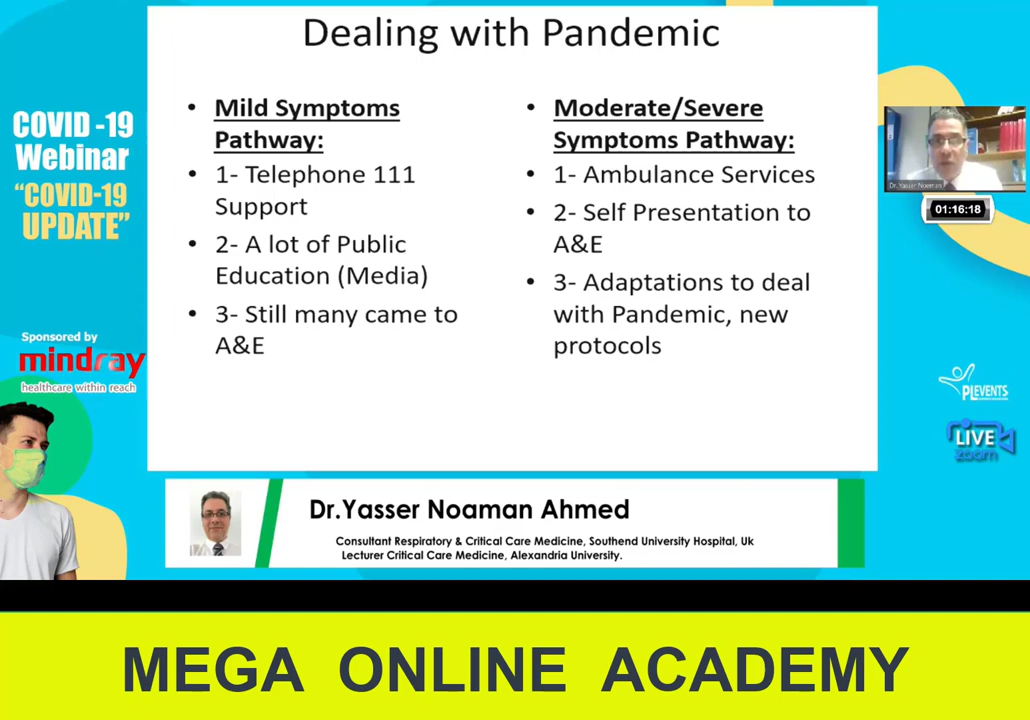 Dealing with Pandemic
COVID -19
Webinar
“COVID-19
UPDATE”
• Mild Symptoms
Pathway:
• 1- Telephone 111
Support
• 2- A lot of Public
Education (Media)
• 3- Still many came to
A&E
• Moderate/Severe
Symptoms Pathway:
• 1- Ambulance Services
• 2- Self Presentation to
A&E
• 3- Adaptations to deal
with Pandemic, new
protocols
Dr. Yasser Noaman
01:16:18
Sponsored by
mindray
healthcare within reach
PLEVENTS
LIVE
zoom
Dr.Yasser Noaman Ahmed
Consultant Respiratory & Critical Care Medicine, Southend University Hospital, Uk
Lecturer Critical Care Medicine, Alexandria University.
MEGA ONLINE ACADEMY